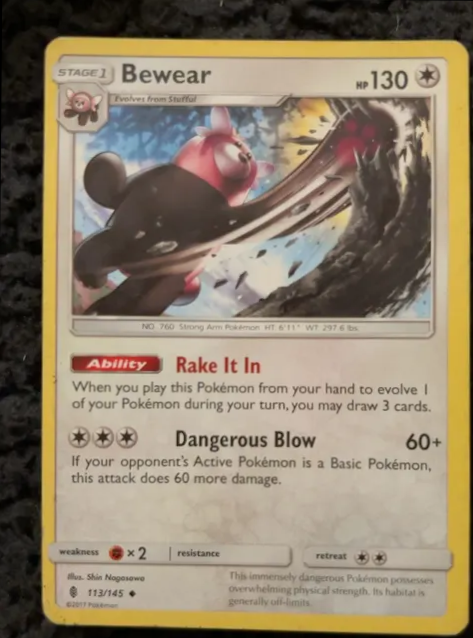 STAGE 1 Bewear HP 130
Evolves from Stufful
NO. 760 Strong Arm Pokémon HT: 6'11" WT: 297.6 lbs.
Ability Rake It In
When you play this Pokémon from your hand to evolve 1
of your Pokémon during your turn, you may draw 3 cards.
Dangerous Blow 60+
If your opponent's Active Pokémon is a Basic Pokémon,
this attack does 60 more damage.
weakness ×2 resistance retreat
Illus. Shin Nagasawa
113/145
©2017 Pokémon
This immensely dangerous Pokémon possesses
overwhelming physical strength. Its habitat is
generally off-limits.